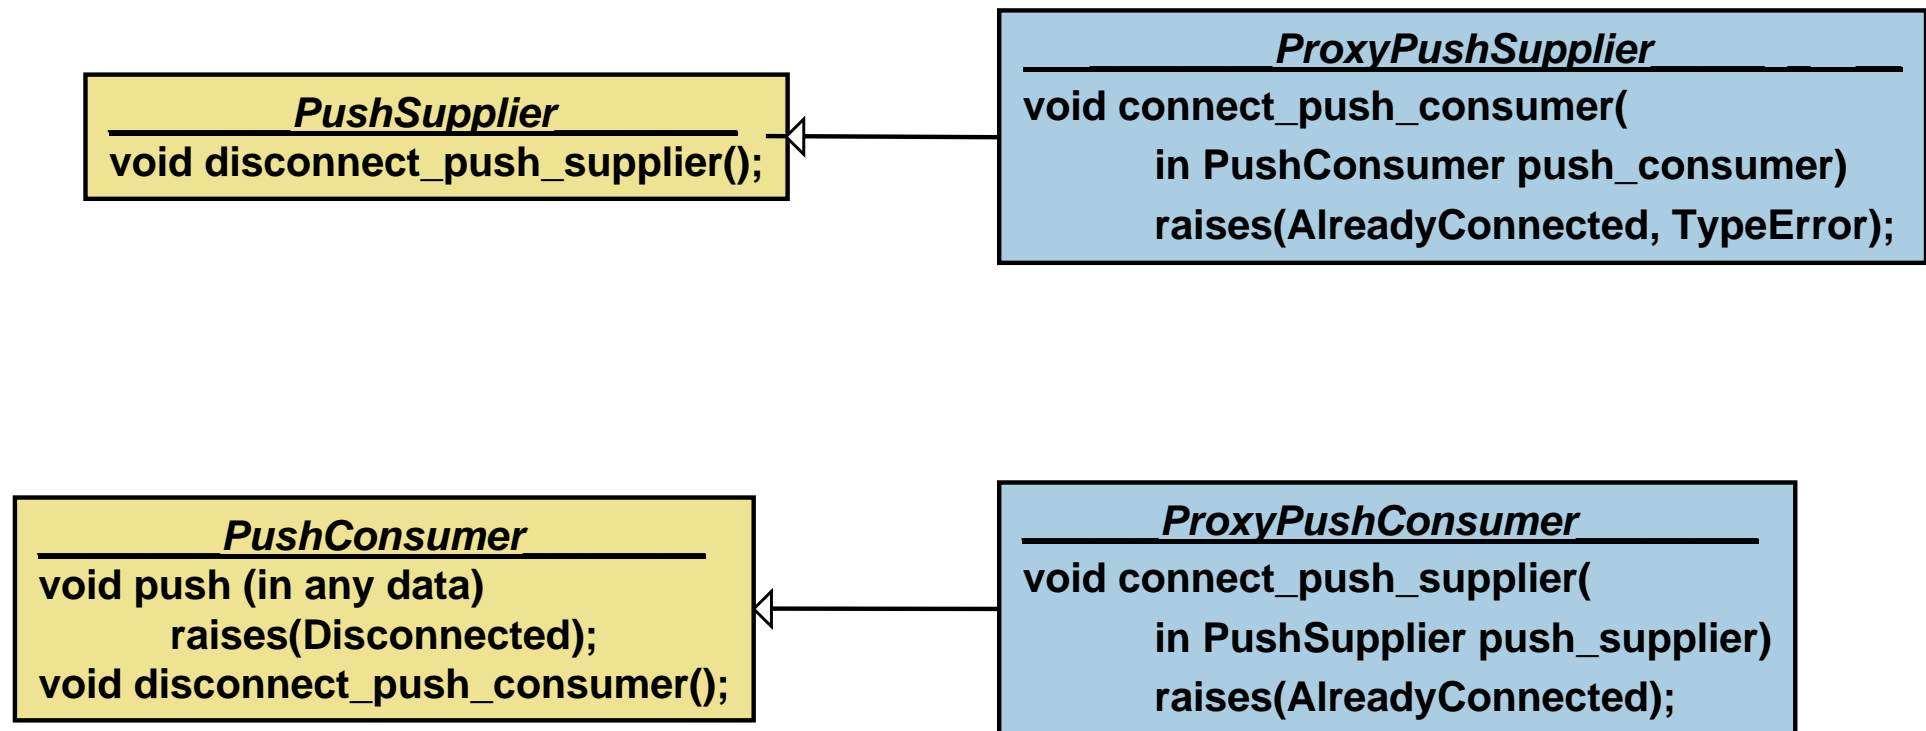 PushSupplier
void disconnect_push_supplier();
ProxyPushSupplier
void connect_push_consumer(
in PushConsumer push_consumer)
raises(AlreadyConnected, TypeError);
PushConsumer
void push (in any data)
raises(Disconnected);
void disconnect_push_consumer();
ProxyPushConsumer
void connect_push_supplier(
in PushSupplier push_supplier)
raises(AlreadyConnected);